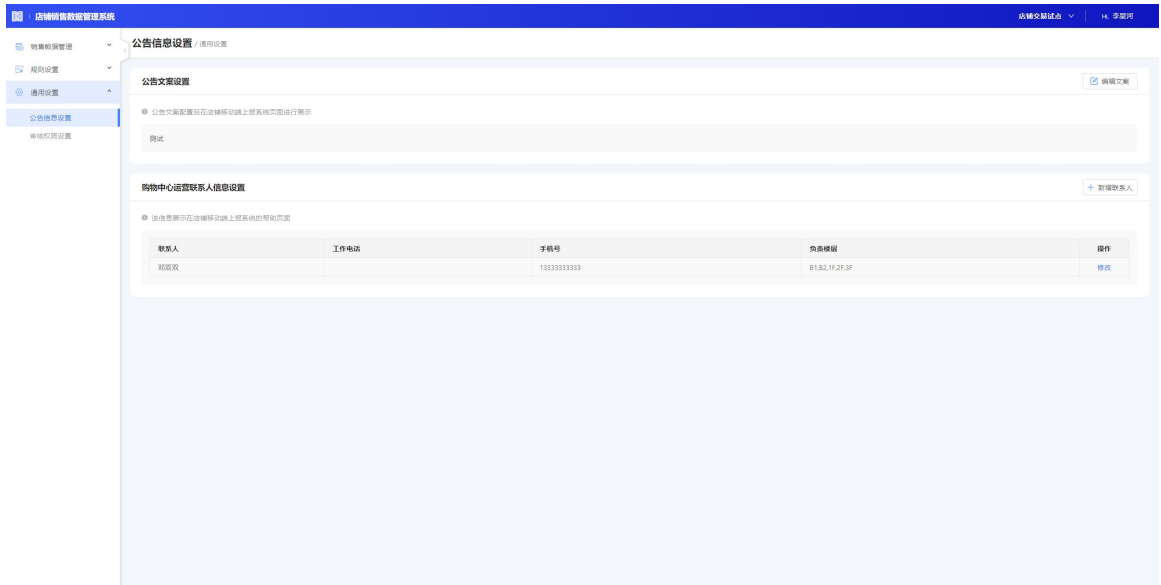 店铺销售数据管理系统
店铺交易试点
Hi, 李星河
销售数据管理
规则设置
通用设置
公告信息设置
审核权限设置
公告信息设置 / 通用设置
公告文案设置
编辑文案
公告文案配置后在店铺移动端上报系统页面进行展示
测试
购物中心运营联系人信息设置
新增联系人
该信息展示在店铺移动端上报系统的帮助页面
联系人 工作电话 手机号 负责楼层 操作
邓双双 13333333333 B1,B2,1F,2F,3F 修改